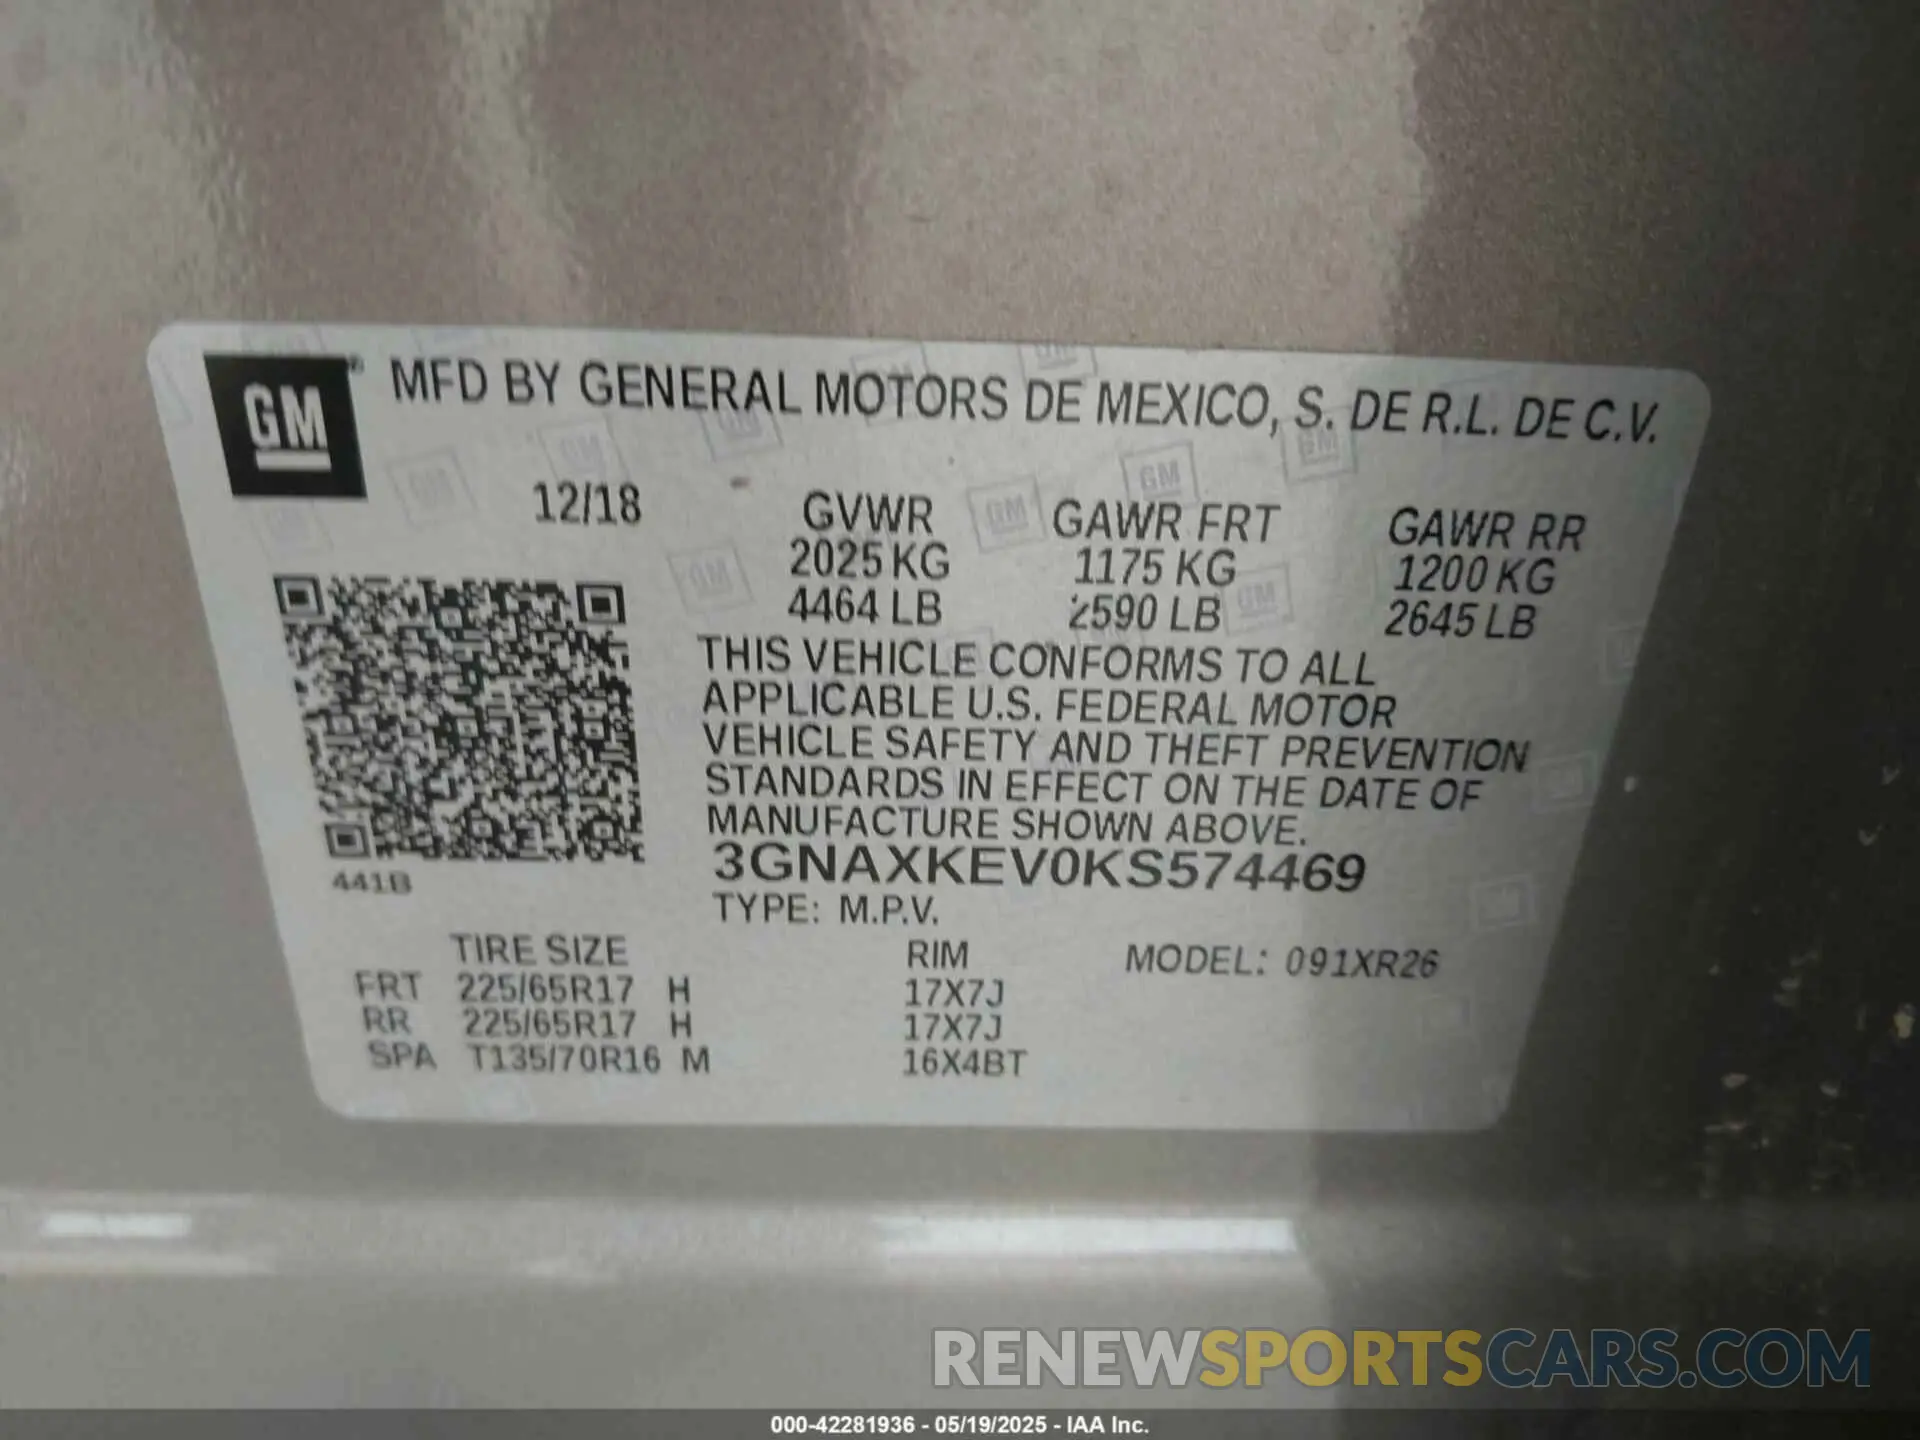 GM® MFD BY GENERAL MOTORS DE MEXICO, S. DE R.L. DE C.V.
12/18 GVWR GAWR FRT GAWR RR
2025 KG 1175 KG 1200 KG
4464 LB 2590 LB 2645 LB
THIS VEHICLE CONFORMS TO ALL
APPLICABLE U.S. FEDERAL MOTOR
VEHICLE SAFETY AND THEFT PREVENTION
STANDARDS IN EFFECT ON THE DATE OF
MANUFACTURE SHOWN ABOVE.
3GNAXKEV0KS574469
441B
TYPE: M.P.V.
TIRE SIZE RIM MODEL: 091XR26
FRT 225/65R17 H 17X7J
RR 225/65R17 H 17X7J
SPA T135/70R16 M 16X4BT
RENEWSPORTSCARS.COM
000-42281936 - 05/19/2025 - IAA Inc.